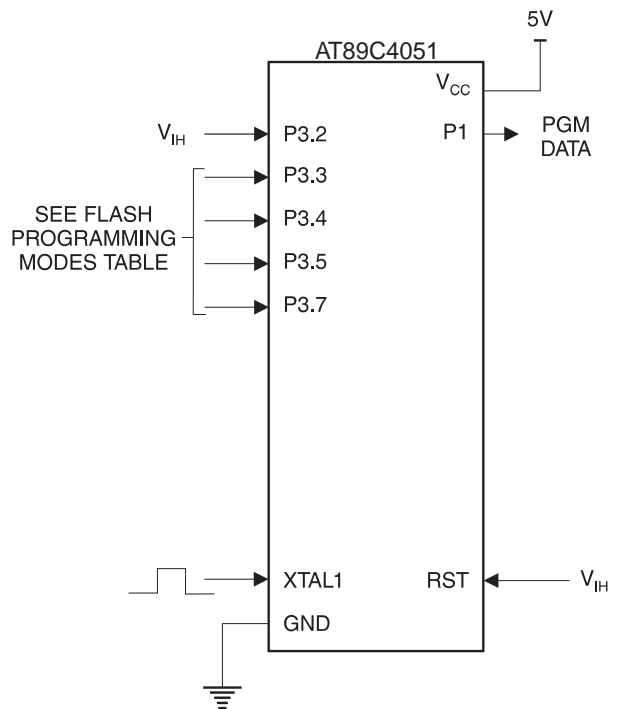 5V
AT89C4051
VCC
VIH
P3.2
P1
PGM
DATA
P3.3
SEE FLASH
PROGRAMMING
MODES TABLE
P3.4
P3.5
P3.7
XTAL1
RST
VIH
GND